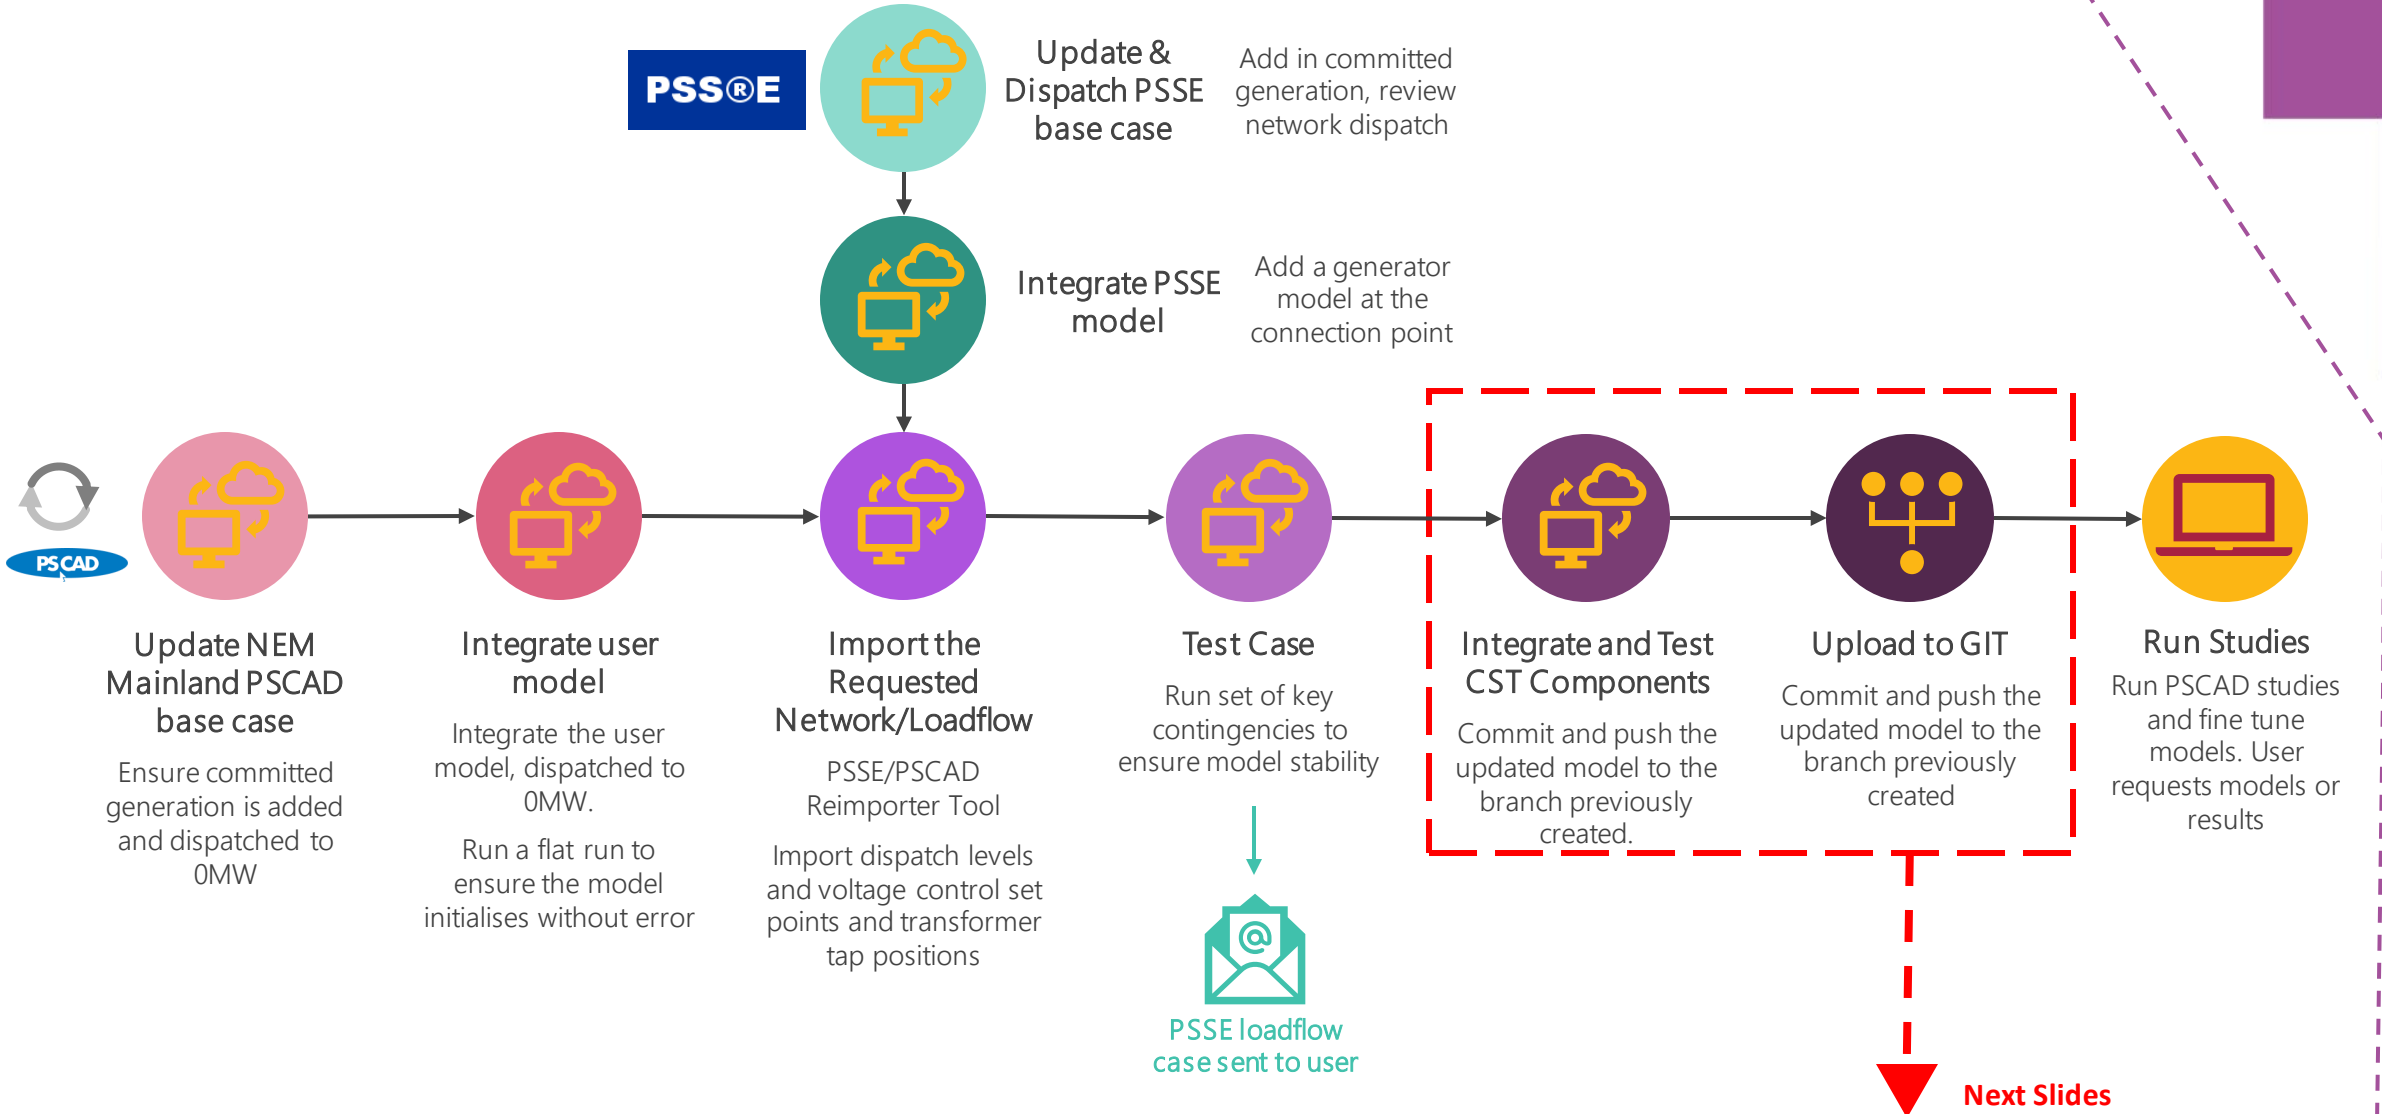 PSS®E
Update &
Dispatch PSSE
base case
Add in committed
generation, review
network dispatch
Integrate PSSE
model
Add a generator
model at the
connection point
PSCAD
Update NEM
Mainland PSCAD
base case
Ensure committed
generation is added
and dispatched to
0MW
Integrate user
model
Integrate the user
model, dispatched to
0MW.
Run a flat run to
ensure the model
initialises without error
Import the
Requested
Network/Loadflow
PSSE/PSCAD
Reimporter Tool
Import dispatch levels
and voltage control set
points and transformer
tap positions
Test Case
Run set of key
contingencies to
ensure model stability
@
PSSE loadflow
case sent to user
Integrate and Test
CST Components
Commit and push the
updated model to the
branch previously
created.
Upload to GIT
Commit and push the
updated model to the
branch previously
created
Run Studies
Run PSCAD studies
and fine tune
models. User
requests models or
results
Next Slides